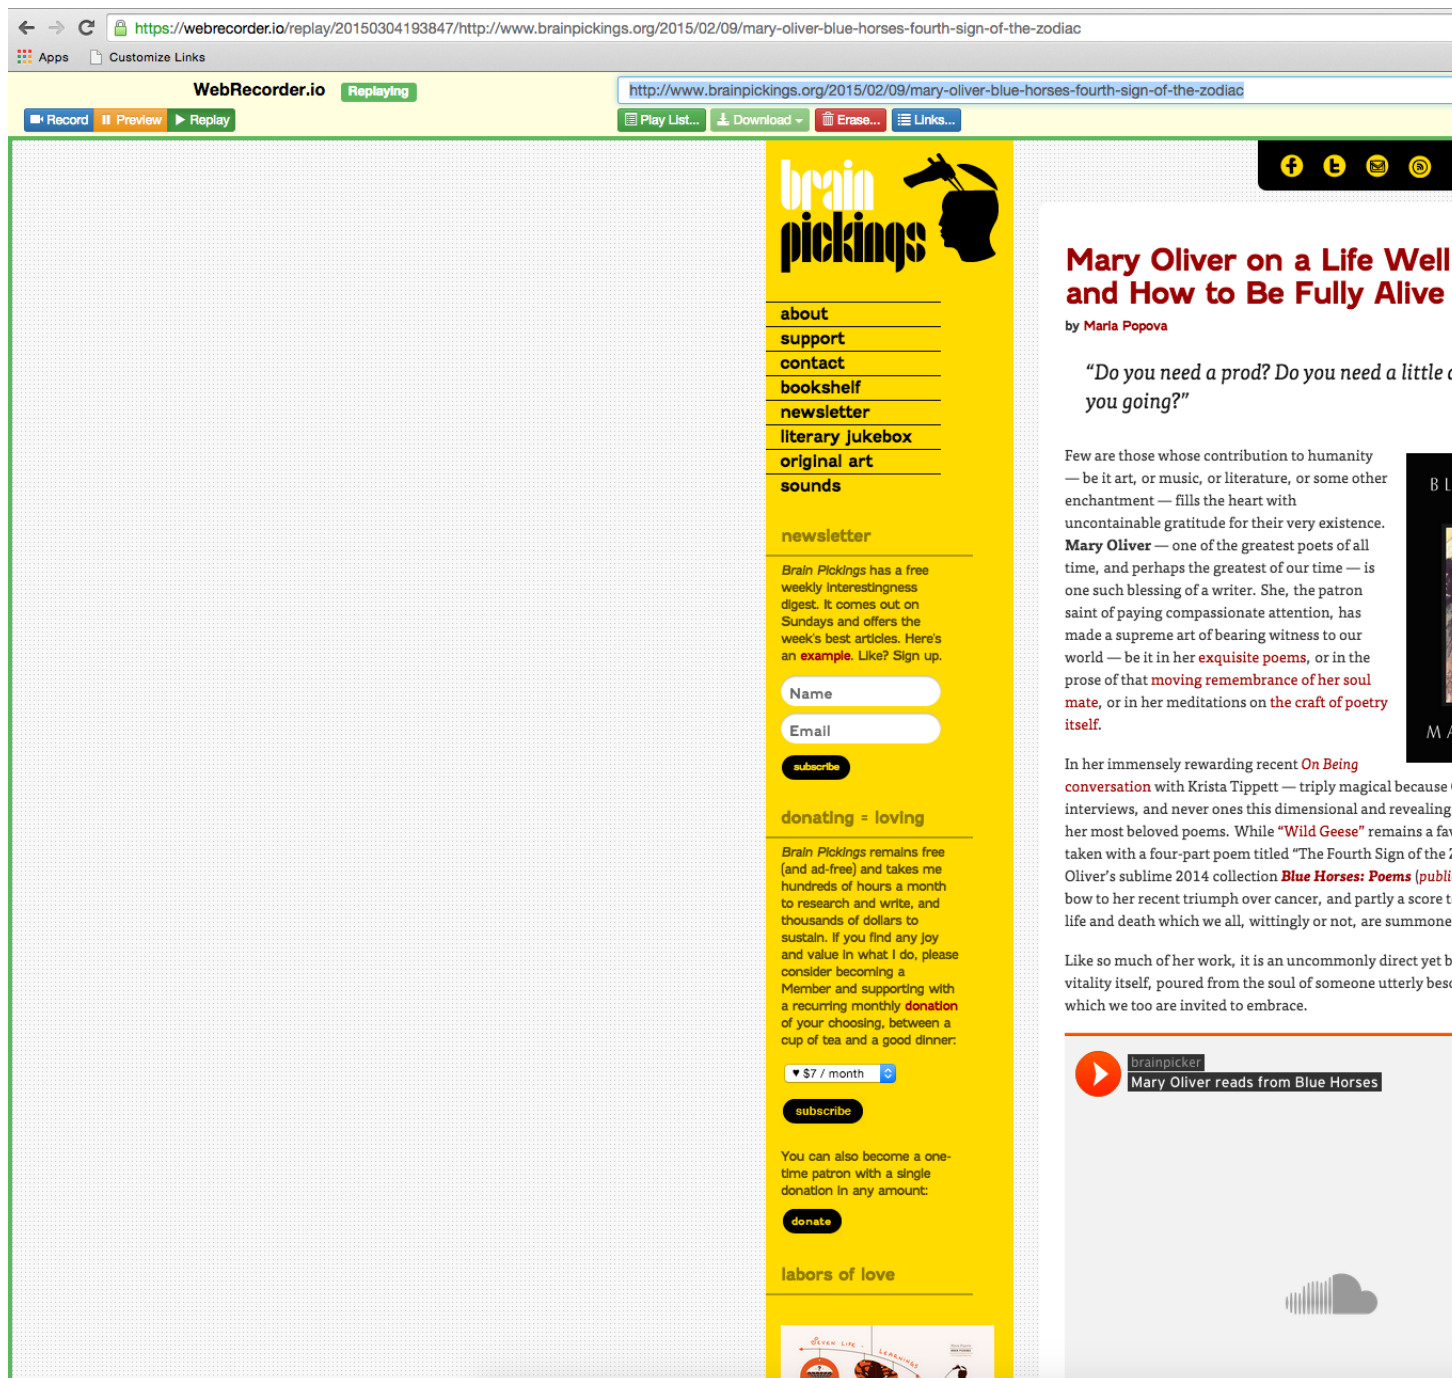 https://webrecorder.io/replay/20150304193847/http://www.brainpickings.org/2015/02/09/mary-oliver-blue-horses-fourth-sign-of-the-zodiac
Apps Customize Links
WebRecorder.io Replaying
http://www.brainpickings.org/2015/02/09/mary-oliver-blue-horses-fourth-sign-of-the-zodiac
Record Preview Replay
Play List... Download Erase... Links...
brain
pickings
about
support
contact
bookshelf
newsletter
literary jukebox
original art
sounds
newsletter
Brain Pickings has a free
weekly interestingness
digest. It comes out on
Sundays and offers the
week's best articles. Here's
an example. Like? Sign up.
Name
Email
subscribe
donating = loving
Brain Pickings remains free
(and ad-free) and takes me
hundreds of hours a month
to research and write, and
thousands of dollars to
sustain. If you find any joy
and value in what I do, please
consider becoming a
Member and supporting with
a recurring monthly donation
of your choosing, between a
cup of tea and a good dinner:
♥ $7 / month
subscribe
You can also become a one-
time patron with a single
donation in any amount:
donate
labors of love
SEVEN LIFE - LEARNINGS
Mary Oliver on a Life Well
and How to Be Fully Alive
by Maria Popova
“Do you need a prod? Do you need a little
you going?”
Few are those whose contribution to humanity
— be it art, or music, or literature, or some other
enchantment — fills the heart with
uncontainable gratitude for their very existence.
Mary Oliver — one of the greatest poets of all
time, and perhaps the greatest of our time — is
one such blessing of a writer. She, the patron
saint of paying compassionate attention, has
made a supreme art of bearing witness to our
world — be it in her exquisite poems, or in the
prose of that moving remembrance of her soul
mate, or in her meditations on the craft of poetry
itself.
BL
MA
In her immensely rewarding recent On Being
conversation with Krista Tippett — triply magical because
interviews, and never ones this dimensional and revealing
her most beloved poems. While “Wild Geese” remains a fav
taken with a four-part poem titled “The Fourth Sign of the
Oliver’s sublime 2014 collection Blue Horses: Poems (publi
bow to her recent triumph over cancer, and partly a score t
life and death which we all, wittingly or not, are summone
Like so much of her work, it is an uncommonly direct yet b
vitality itself, poured from the soul of someone utterly beso
which we too are invited to embrace.
brainpicker
Mary Oliver reads from Blue Horses